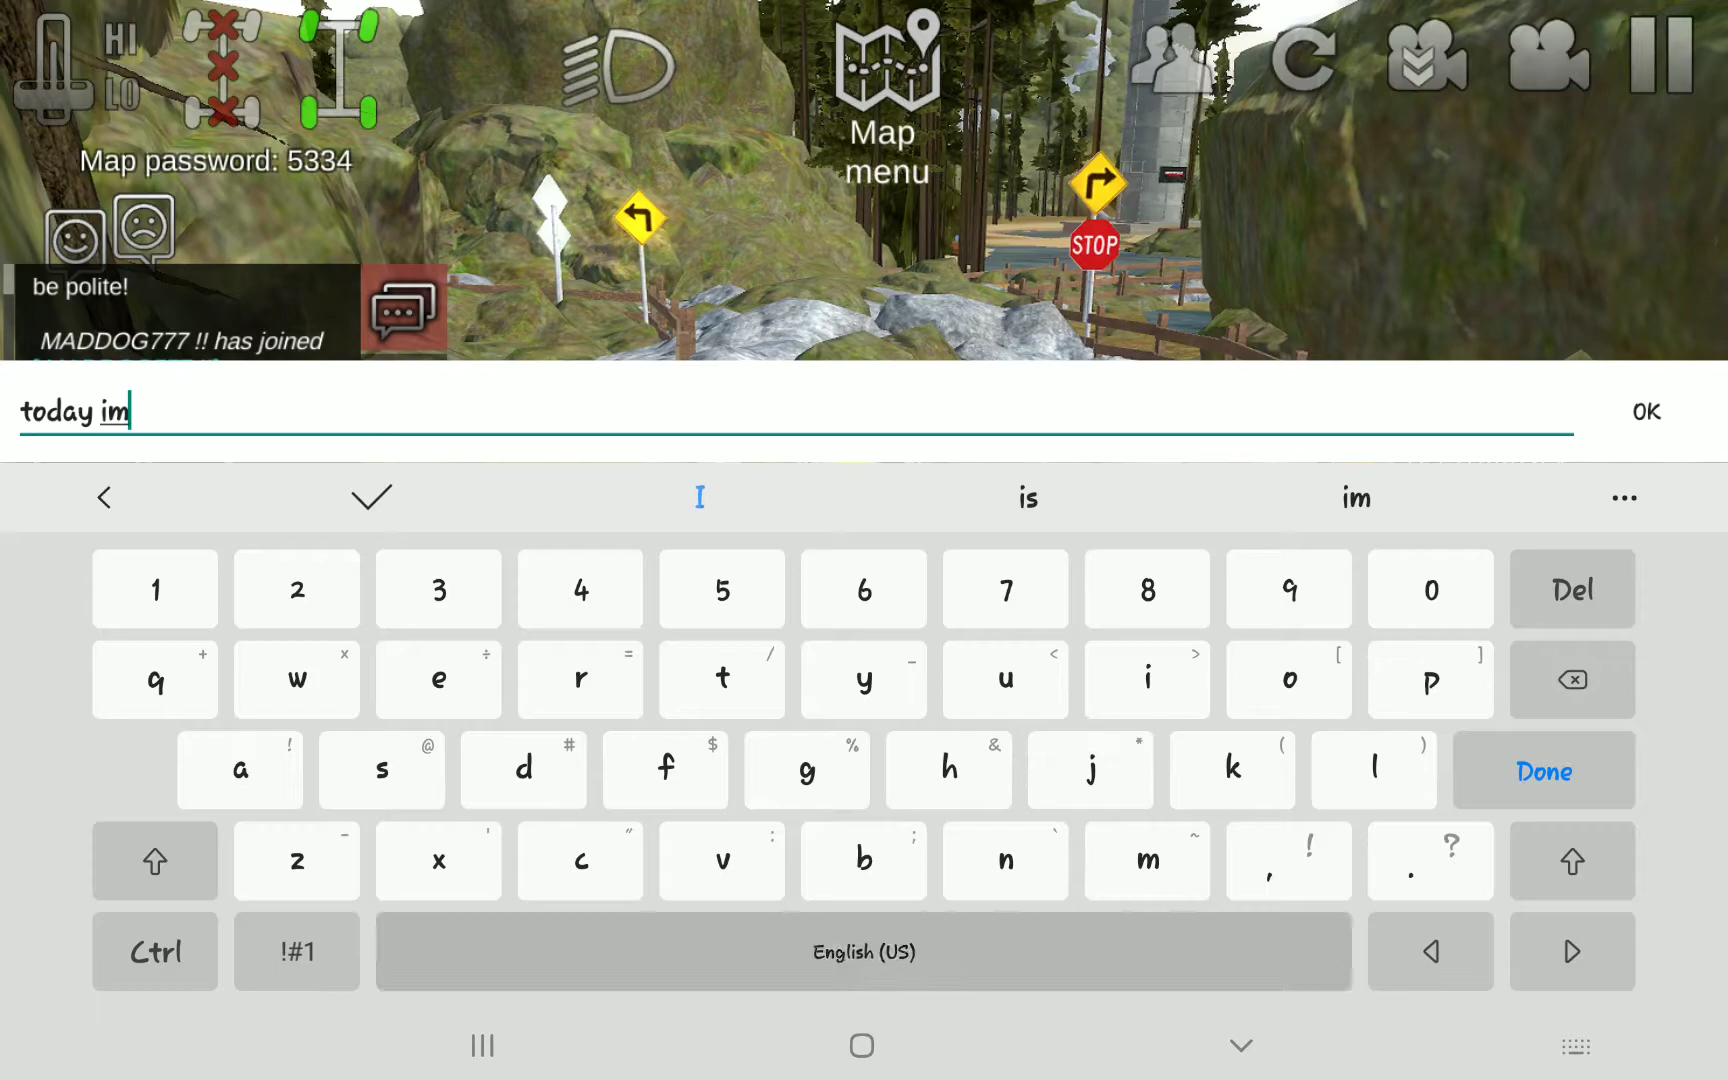 HI
LO
Map password: 5334
Map
menu
STOP
be polite!
MADDOG777 !! has joined
today im
OK
I is im
1 2 3 4 5 6 7 8 9 0 Del
+ × ÷ = / _ < > [ ]
q w e r t y u i o p
! @ # $ % & * ( )
a s d f g h j k l Done
- ' " : ; ` ~ ! ?
z x c v b n m , .
Ctrl !#1 English (US)